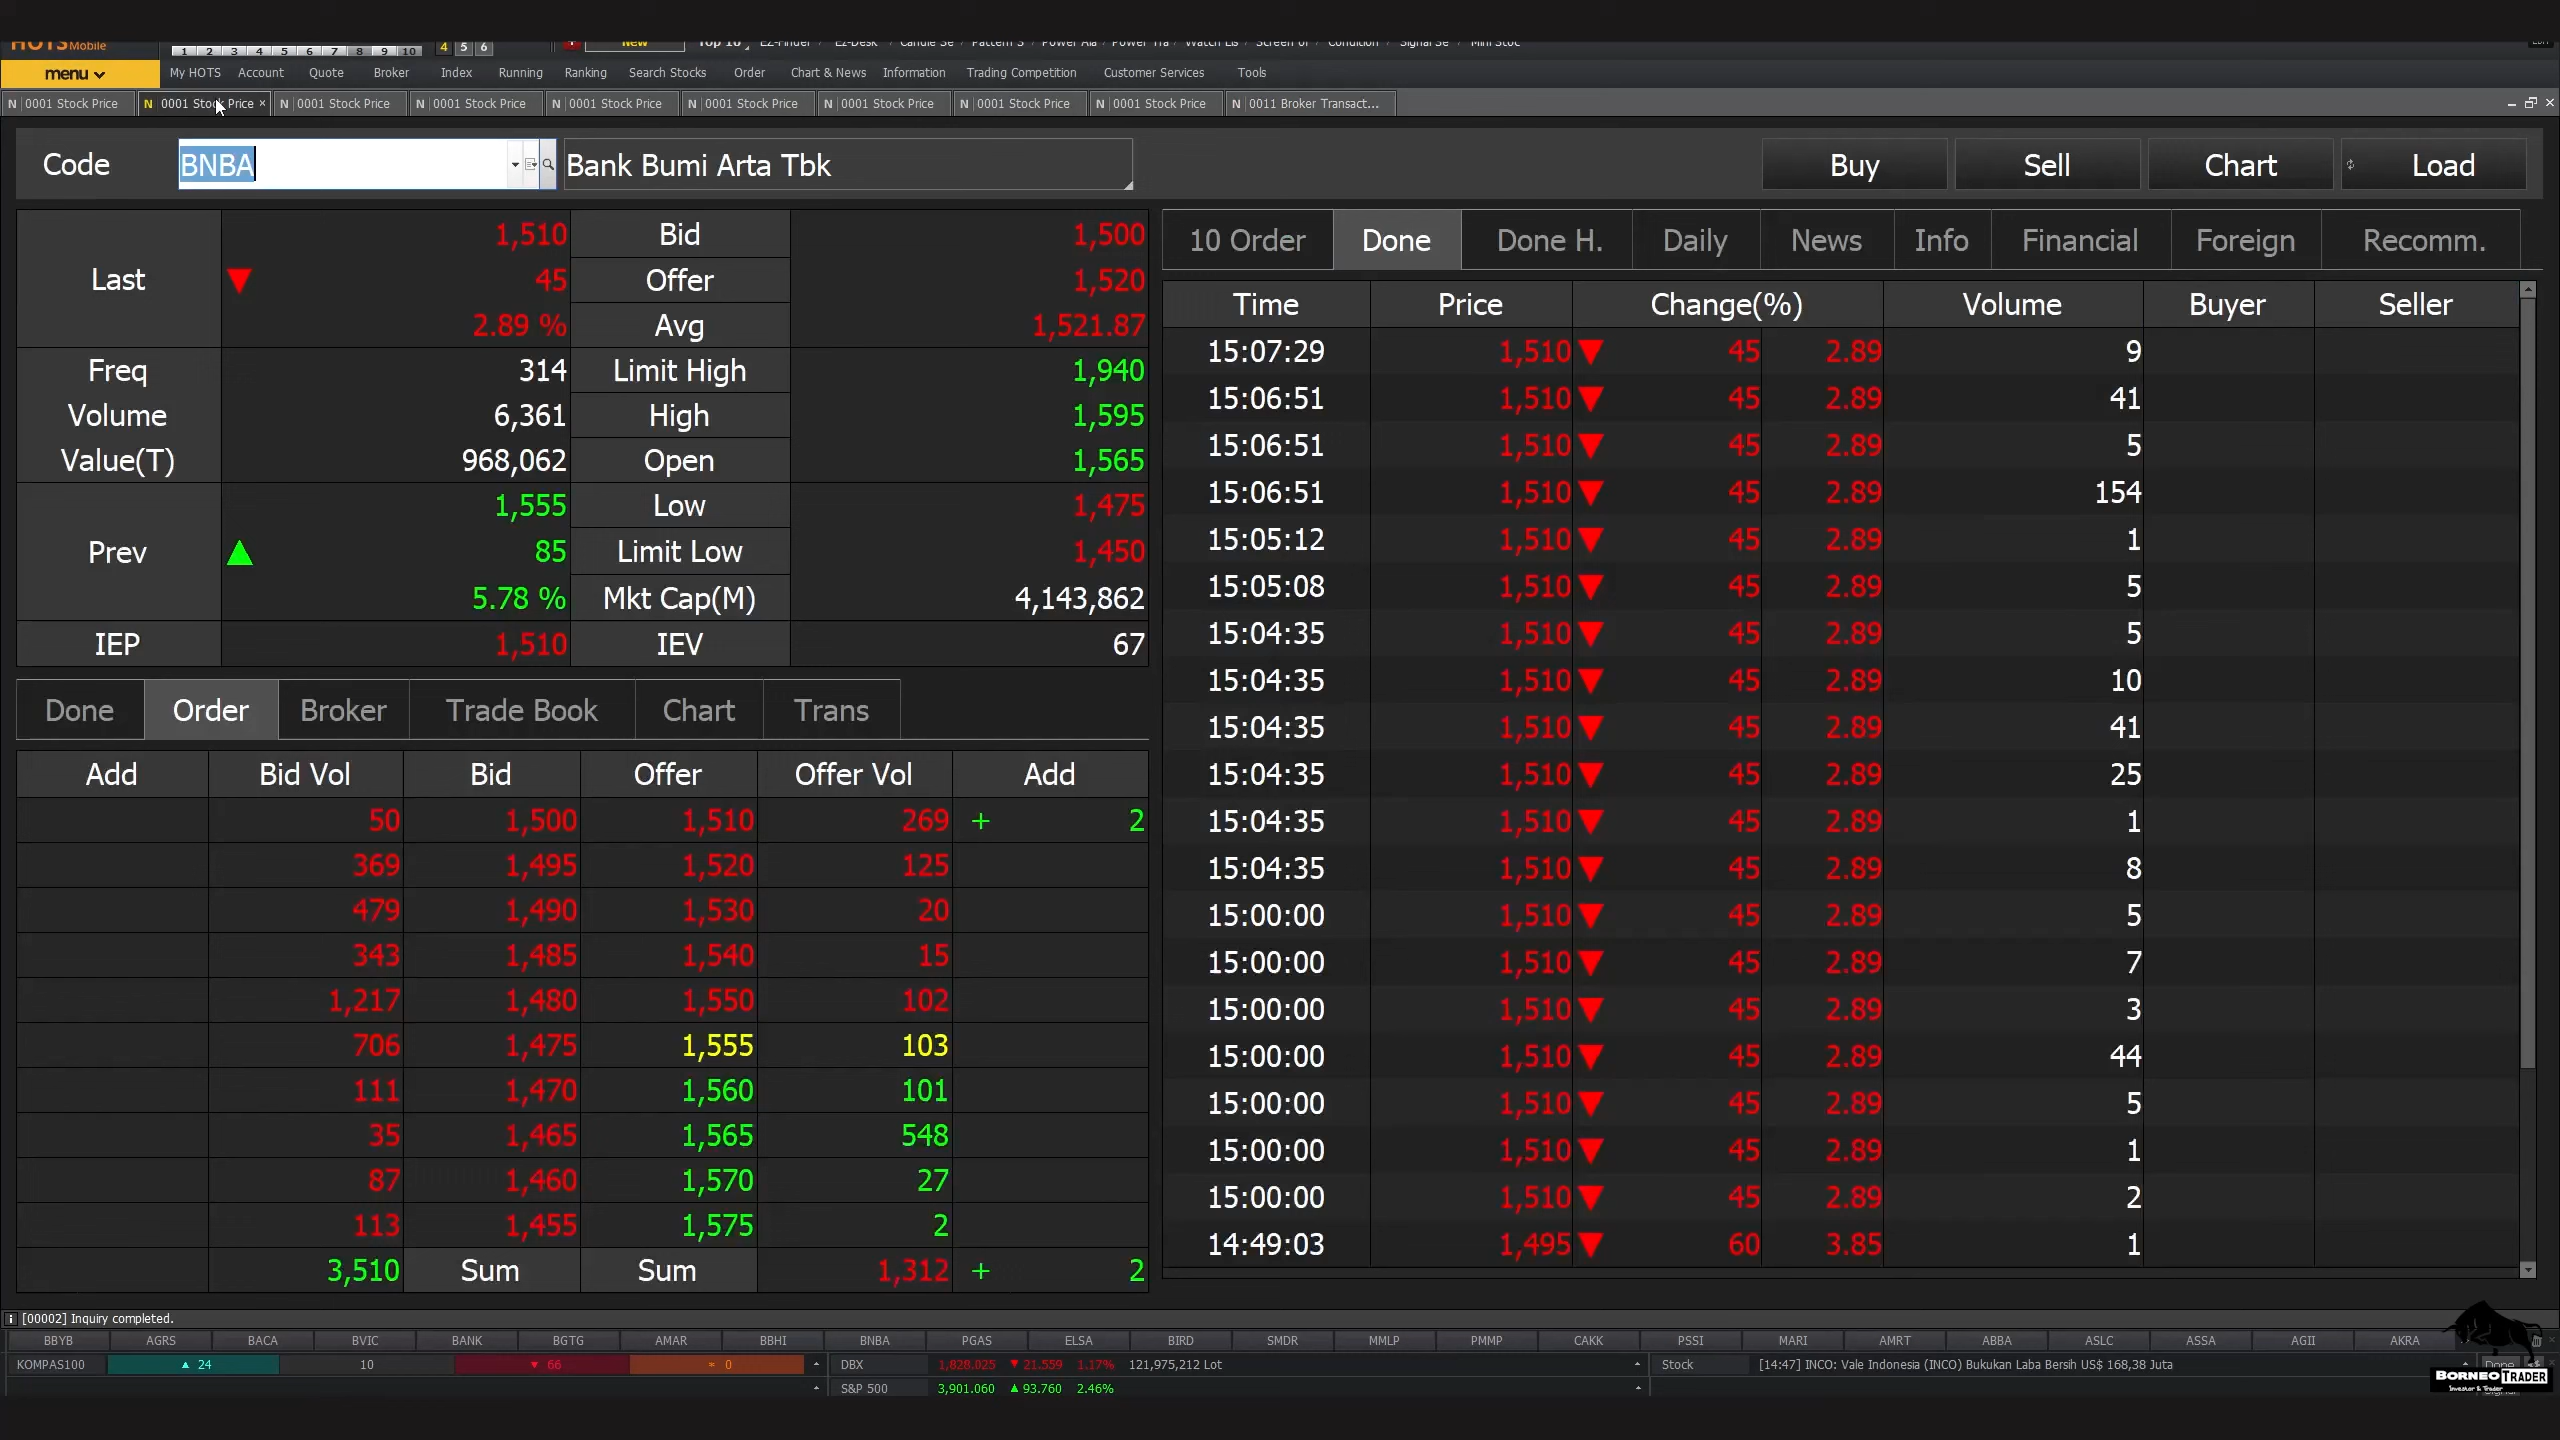 HOTS Mobile 1 2 3 4 5 6 7 8 9 10 4 5 6 New Top 10
menu My HOTS Account Quote Broker Index Running Ranking Search Stocks Order Chart & News Information Trading Competition Customer Services Tools
N 0001 Stock Price N 0001 Stock Price × N 0001 Stock Price N 0001 Stock Price N 0001 Stock Price N 0001 Stock Price N 0001 Stock Price N 0001 Stock Price N 0001 Stock Price N 0011 Broker Transact...
Code BNBA Bank Bumi Arta Tbk Buy Sell Chart Load
Last ▼ 1,510 45 2.89 %
Bid 1,500
Offer 1,520
Avg 1,521.87
Freq 314 Limit High 1,940
Volume 6,361 High 1,595
Value(T) 968,062 Open 1,565
Prev ▲ 1,555 85 5.78 %
Low 1,475
Limit Low 1,450
Mkt Cap(M) 4,143,862
IEP 1,510 IEV 67
Done Order Broker Trade Book Chart Trans
Add Bid Vol Bid Offer Offer Vol Add
50 1,500 1,510 269 + 2
369 1,495 1,520 125
479 1,490 1,530 20
343 1,485 1,540 15
1,217 1,480 1,550 102
706 1,475 1,555 103
111 1,470 1,560 101
35 1,465 1,565 548
87 1,460 1,570 27
113 1,455 1,575 2
3,510 Sum Sum 1,312 + 2
10 Order Done Done H. Daily News Info Financial Foreign Recomm.
Time Price Change(%) Volume Buyer Seller
15:07:29 1,510 ▼ 45 2.89 9
15:06:51 1,510 ▼ 45 2.89 41
15:06:51 1,510 ▼ 45 2.89 5
15:06:51 1,510 ▼ 45 2.89 154
15:05:12 1,510 ▼ 45 2.89 1
15:05:08 1,510 ▼ 45 2.89 5
15:04:35 1,510 ▼ 45 2.89 5
15:04:35 1,510 ▼ 45 2.89 10
15:04:35 1,510 ▼ 45 2.89 41
15:04:35 1,510 ▼ 45 2.89 25
15:04:35 1,510 ▼ 45 2.89 1
15:04:35 1,510 ▼ 45 2.89 8
15:00:00 1,510 ▼ 45 2.89 5
15:00:00 1,510 ▼ 45 2.89 7
15:00:00 1,510 ▼ 45 2.89 3
15:00:00 1,510 ▼ 45 2.89 44
15:00:00 1,510 ▼ 45 2.89 5
15:00:00 1,510 ▼ 45 2.89 1
15:00:00 1,510 ▼ 45 2.89 2
14:49:03 1,495 ▼ 60 3.85 1
[00002] Inquiry completed.
BBYB AGRS BACA BVIC BANK BGTG AMAR BBHI BNBA PGAS ELSA BIRD SMDR MMLP PMMP CAKK PSSI MARI AMRT ABBA ASLC ASSA AGII AKRA
KOMPAS100 ▲ 24 10 ▼ 66 0 DBX 1,828.025 ▼ 21.559 1.17% 121,975,212 Lot Stock [14:47] INCO: Vale Indonesia (INCO) Bukukan Laba Bersih US$ 168,38 Juta Done
S&P 500 3,901.060 ▲ 93.760 2.46%
BORNEO TRADER
Investor & Trader